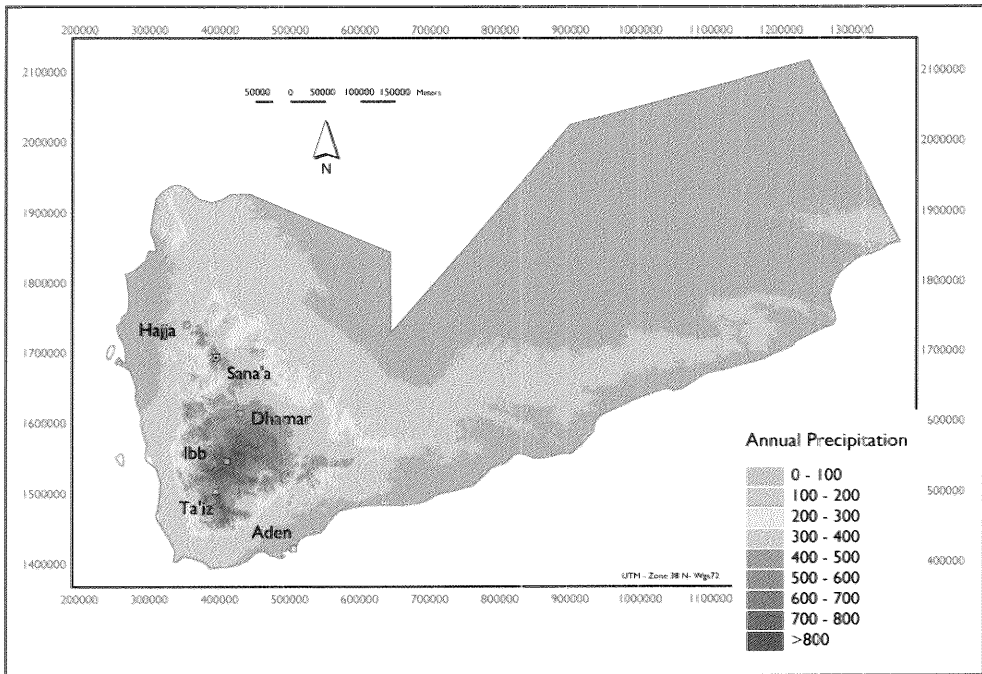 200000 300000 400000 500000 600000 700000 800000 900000 1000000 1100000 1200000 1300000
2100000 2100000
50000 0 50000 100000 150000 Meters
2000000 2000000
N
1900000 1900000
1800000 1800000
Hajja
1700000 1700000
Sana'a
Dhamar
1600000 600000
Annual Precipitation
Ibb
0 - 100
1500000 500000
100 - 200
Ta'iz
200 - 300
Aden
300 - 400
1400000 400000
400 - 500
UTM - Zone 38 N- Wgs72
500 - 600
200000 300000 400000 500000 600000 700000 800000 900000 1000000 1100000
600 - 700
700 - 800
>800